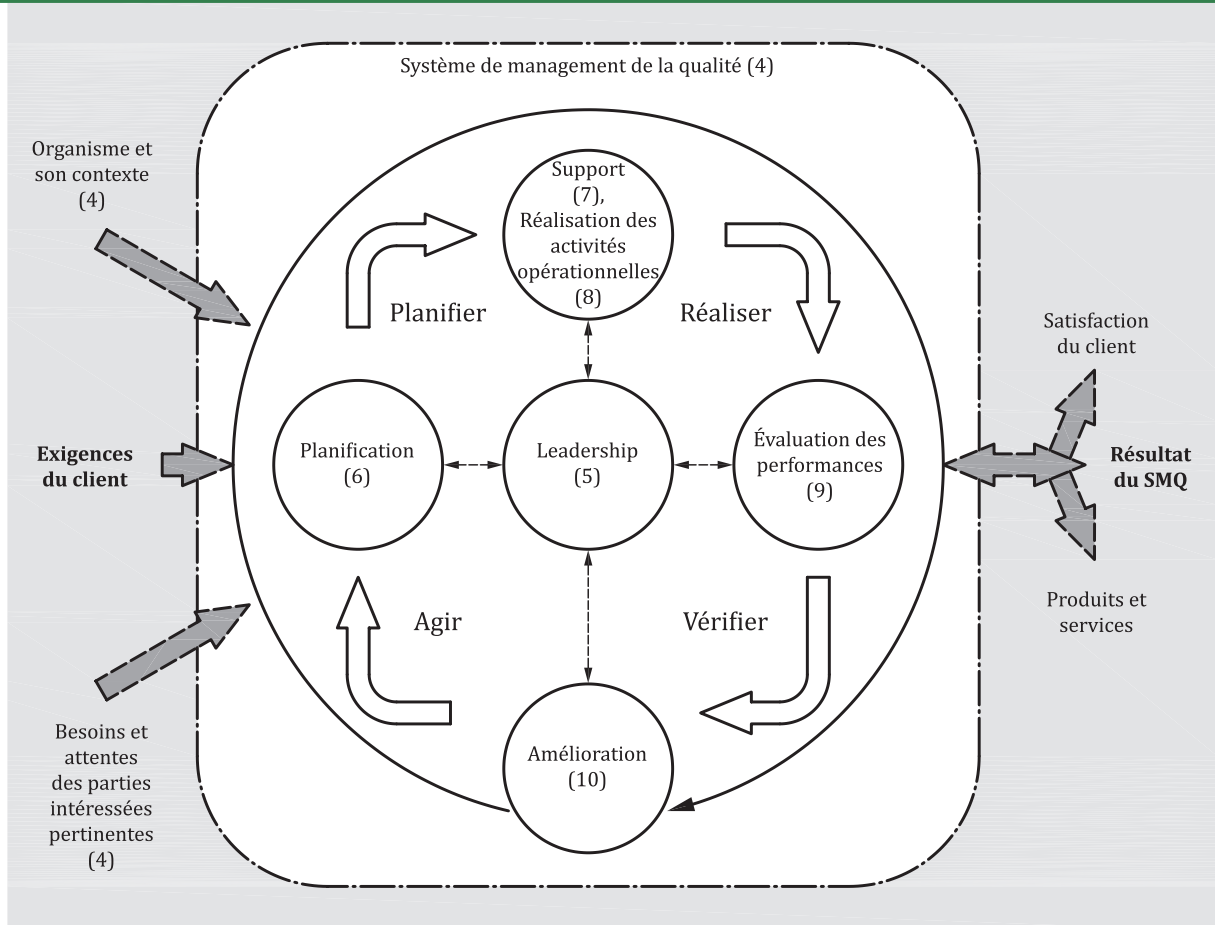 Système de management de la qualité (4)
Organisme et
son contexte
(4)
Support
(7),
Réalisation des
activités
opérationnelles
(8)
Planifier
Réaliser
Satisfaction
du client
Exigences
du client
Planification
(6)
Leadership
(5)
Évaluation des
performances
(9)
Résultat
du SMQ
Agir
Vérifier
Produits et
services
Besoins et
attentes
des parties
intéressées
pertinentes
(4)
Amélioration
(10)